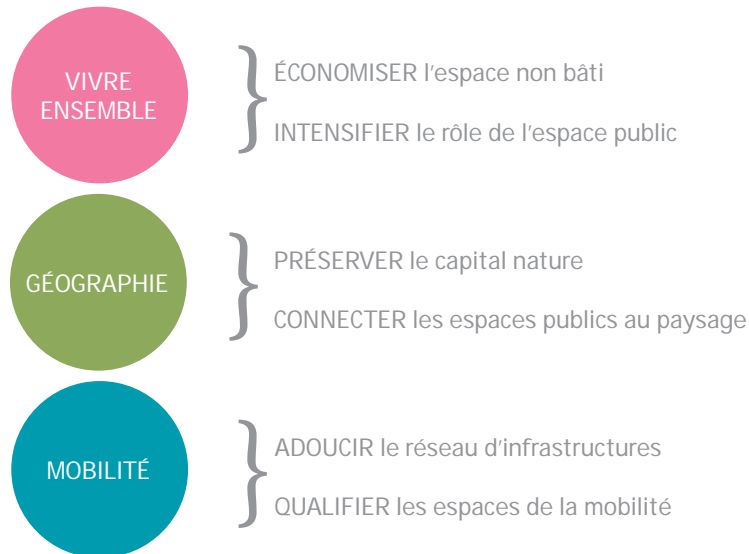 VIVRE
ENSEMBLE
ÉCONOMISER l'espace non bâti
INTENSIFIER le rôle de l'espace public
GÉOGRAPHIE
PRÉSERVER le capital nature
CONNECTER les espaces publics au paysage
MOBILITÉ
ADOUCIR le réseau d'infrastructures
QUALIFIER les espaces de la mobilité